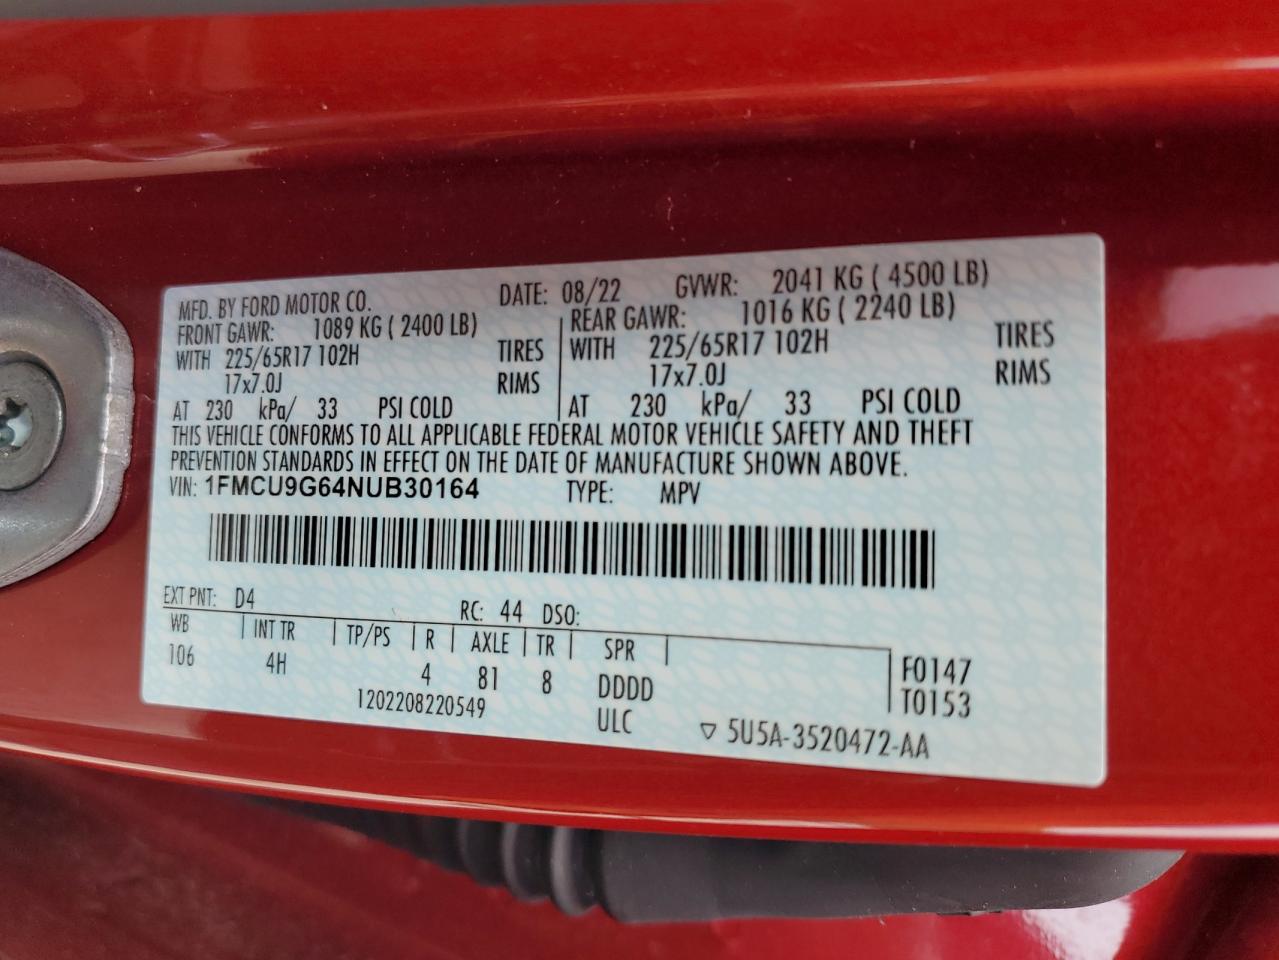 MFD. BY FORD MOTOR CO. DATE: 08/22 GVWR: 2041 KG ( 4500 LB)
FRONT GAWR: 1089 KG ( 2400 LB) REAR GAWR: 1016 KG ( 2240 LB)
WITH 225/65R17 102H TIRES WITH 225/65R17 102H TIRES
17x7.0J RIMS 17x7.0J RIMS
AT 230 kPa/ 33 PSI COLD AT 230 kPa/ 33 PSI COLD
THIS VEHICLE CONFORMS TO ALL APPLICABLE FEDERAL MOTOR VEHICLE SAFETY AND THEFT
PREVENTION STANDARDS IN EFFECT ON THE DATE OF MANUFACTURE SHOWN ABOVE.
VIN: 1FMCU9G64NUB30164 TYPE: MPV
EXT PNT: D4 RC: 44 DSO:
WB INT TR TP/PS R AXLE TR SPR
106 4H 4 81 8 DDDD F0147
1202208220549 ULC T0153
▽ 5U5A-3520472-AA